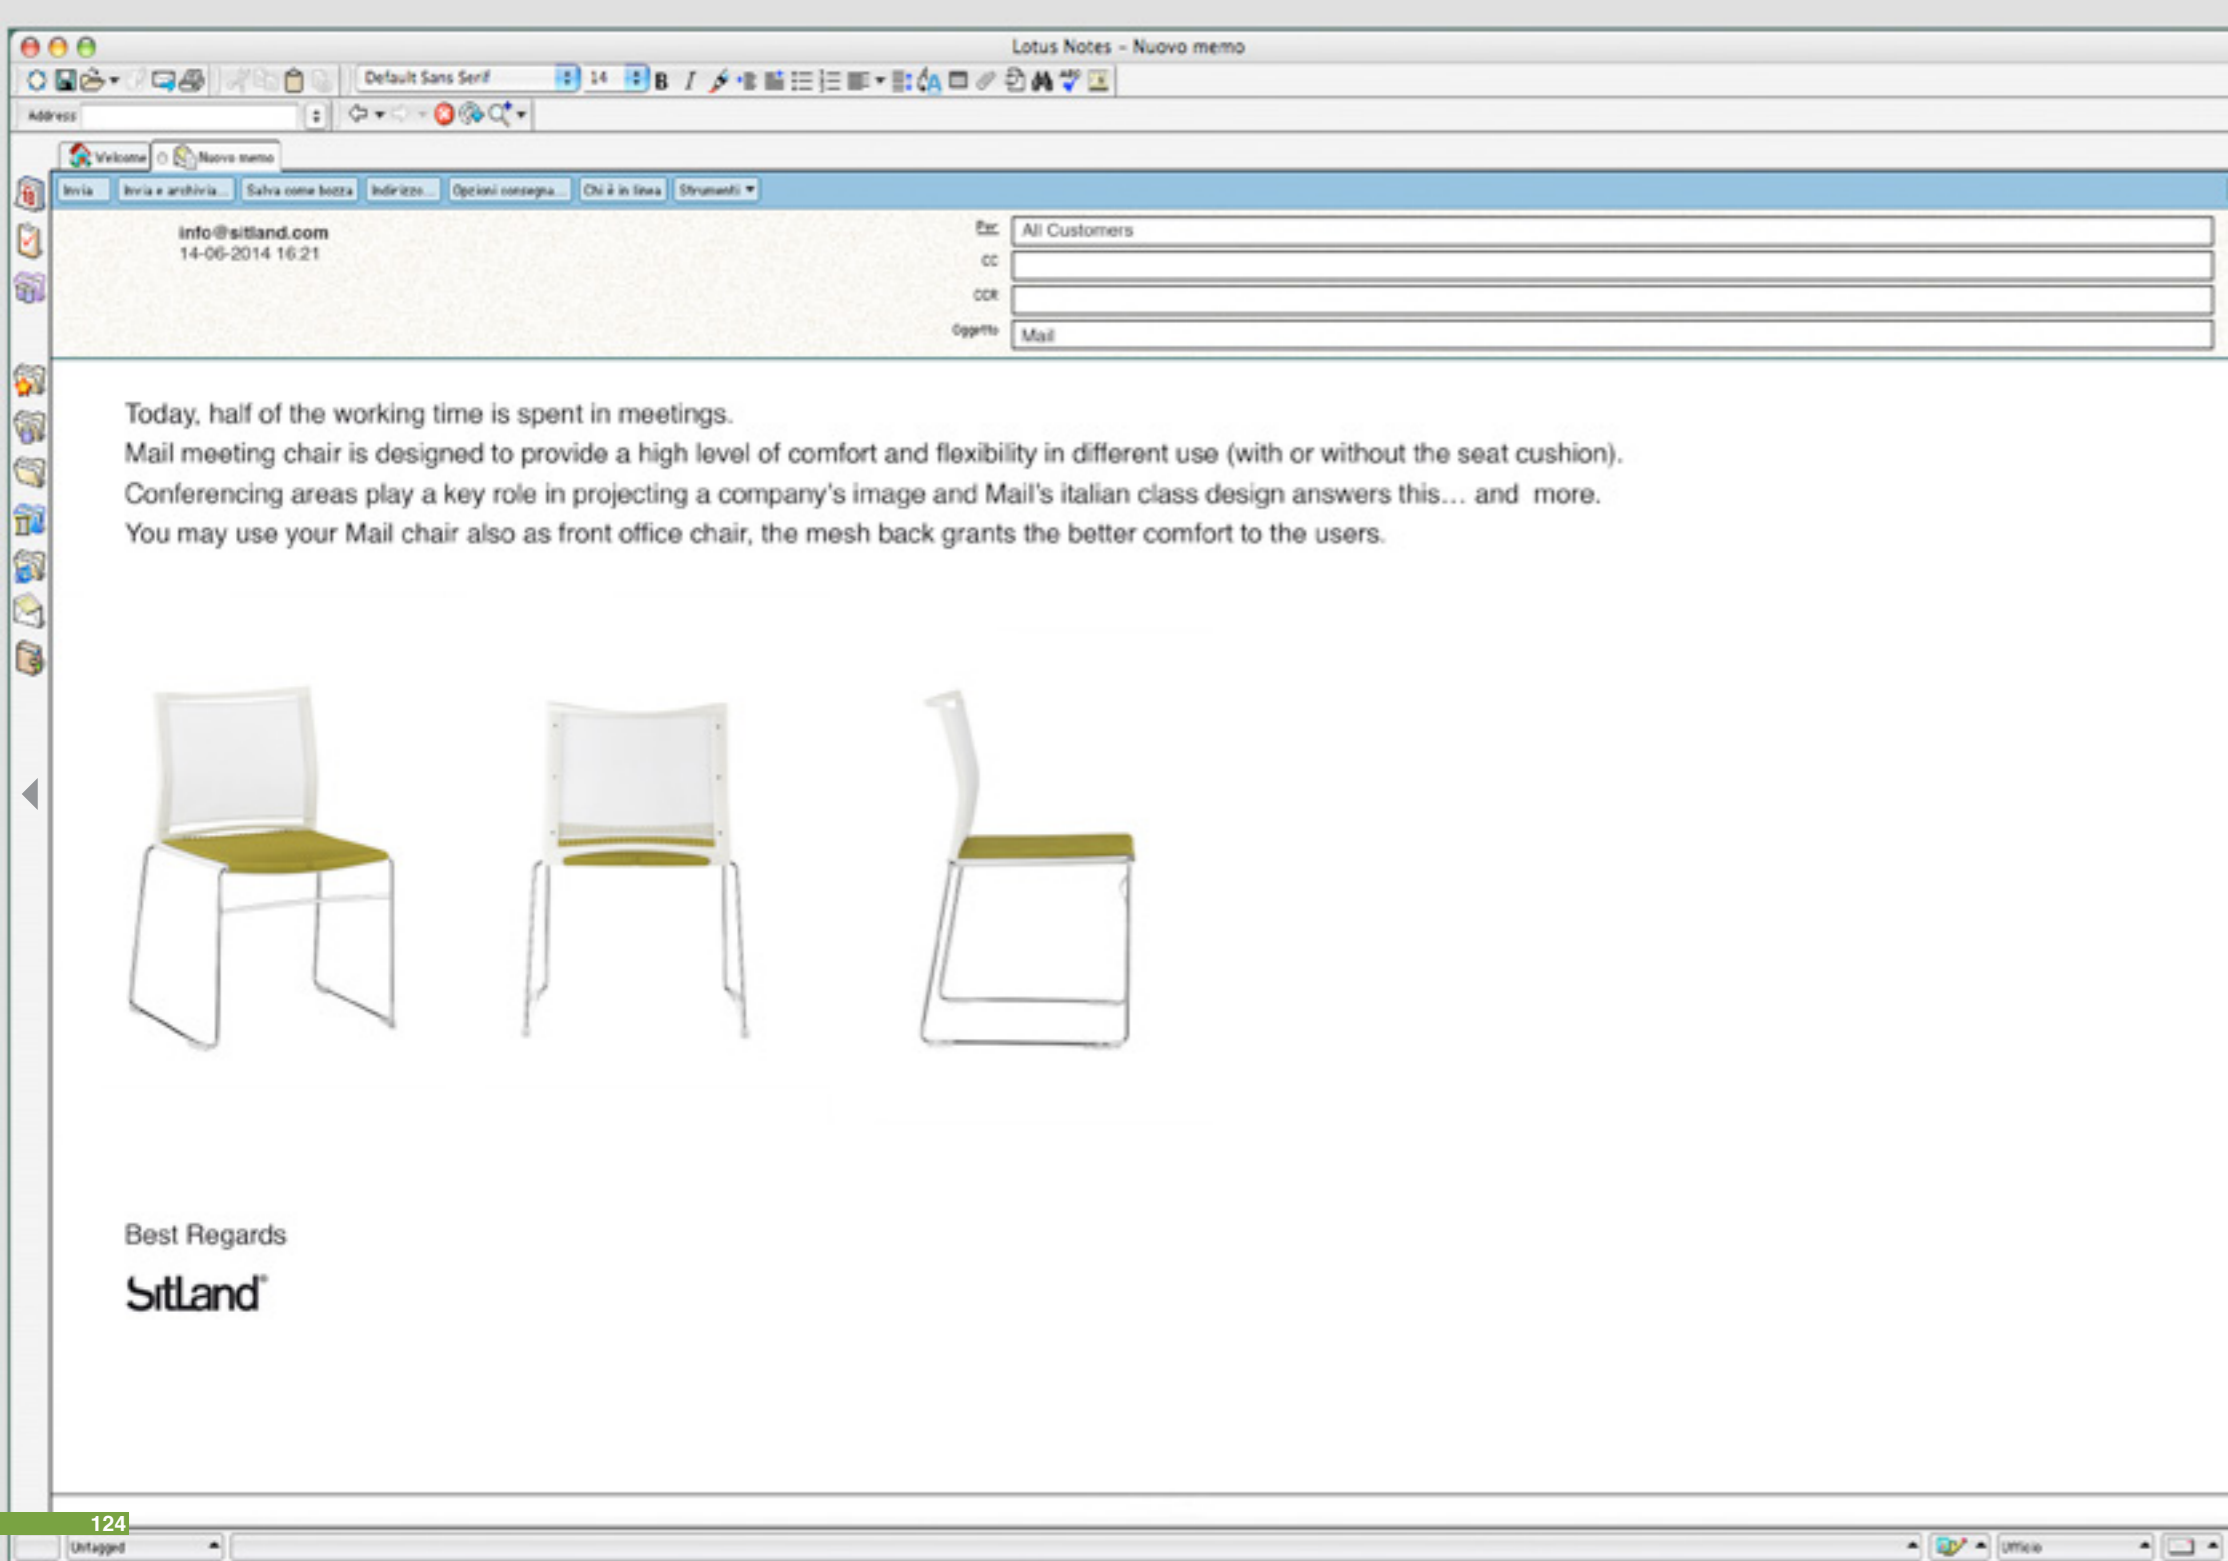 Lotus Notes - Nuovo memo
Default Sans Serif 14 B I
Address
Welcome Nuovo memo
Invia Invia e archivia... Salva come bozza Indirizzo... Opzioni consegna... Chi è in linea Strumenti
info@sitland.com
14-06-2014 16:21
Per: All Customers
CC
CCR
Oggetto Mail
Today, half of the working time is spent in meetings.
Mail meeting chair is designed to provide a high level of comfort and flexibility in different use (with or without the seat cushion).
Conferencing areas play a key role in projecting a company's image and Mail's italian class design answers this... and  more.
You may use your Mail chair also as front office chair, the mesh back grants the better comfort to the users.
Best Regards
SitLand®
124
Untagged Ufficio